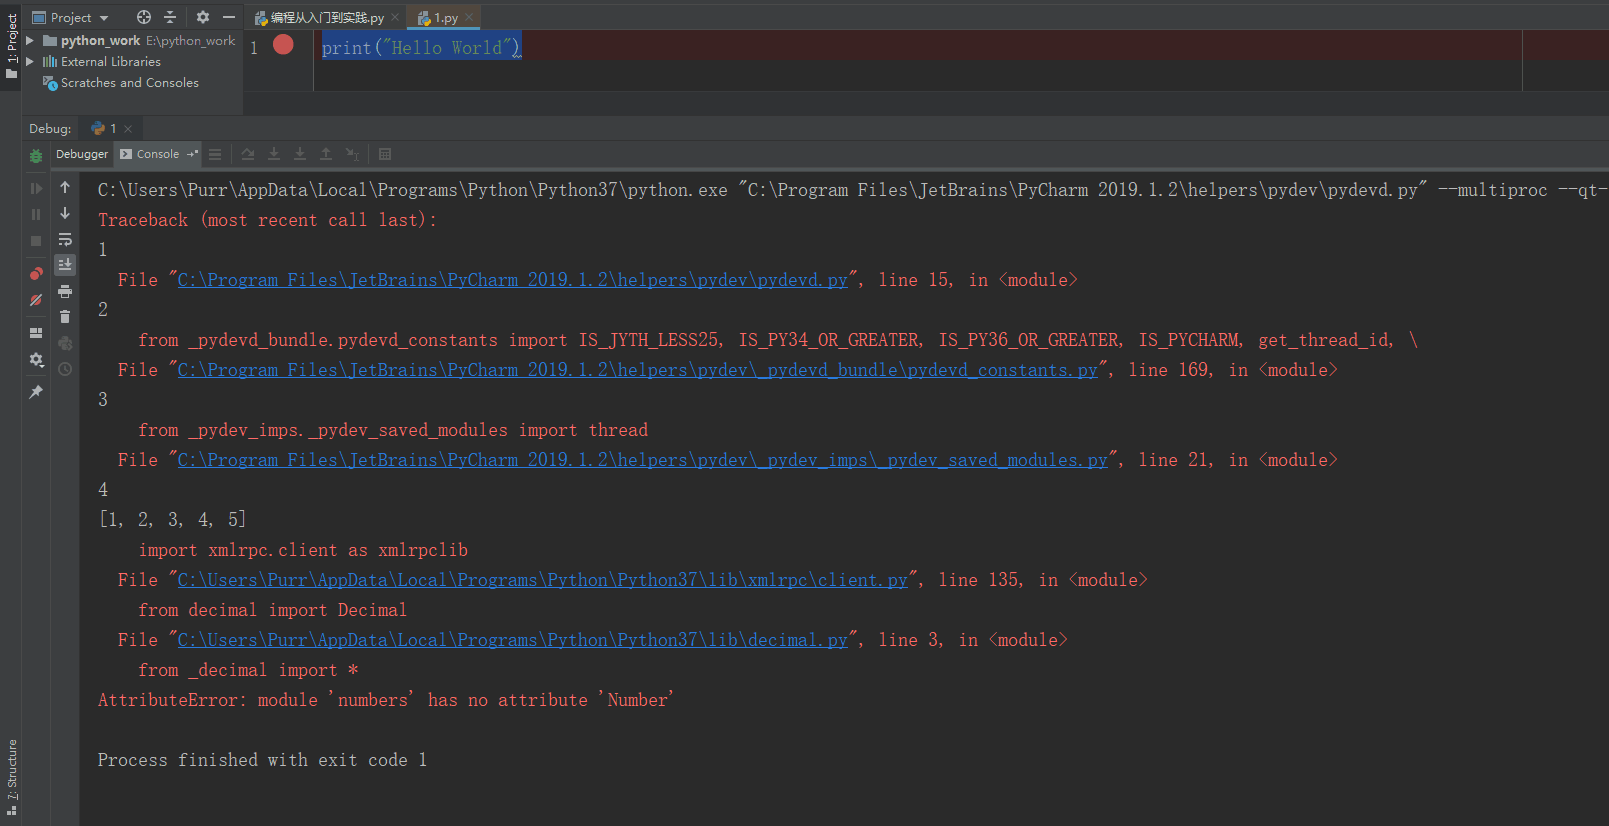 1: Project
Project
python_work E:\python_work
External Libraries
Scratches and Consoles
编程从入门到实践.py
1.py
1
print("Hello World")
Debug:
1
Debugger
Console
C:\Users\Purr\AppData\Local\Programs\Python\Python37\python.exe "C:\Program Files\JetBrains\PyCharm 2019.1.2\helpers\pydev\pydevd.py" --multiproc --qt-
Traceback (most recent call last):
1
File "C:\Program Files\JetBrains\PyCharm 2019.1.2\helpers\pydev\pydevd.py", line 15, in <module>
2
from _pydevd_bundle.pydevd_constants import IS_JYTH_LESS25, IS_PY34_OR_GREATER, IS_PY36_OR_GREATER, IS_PYCHARM, get_thread_id, \
File "C:\Program Files\JetBrains\PyCharm 2019.1.2\helpers\pydev\_pydevd_bundle\pydevd_constants.py", line 169, in <module>
3
from _pydev_imps._pydev_saved_modules import thread
File "C:\Program Files\JetBrains\PyCharm 2019.1.2\helpers\pydev\_pydev_imps\_pydev_saved_modules.py", line 21, in <module>
4
[1, 2, 3, 4, 5]
import xmlrpc.client as xmlrpclib
File "C:\Users\Purr\AppData\Local\Programs\Python\Python37\lib\xmlrpc\client.py", line 135, in <module>
from decimal import Decimal
File "C:\Users\Purr\AppData\Local\Programs\Python\Python37\lib\decimal.py", line 3, in <module>
from _decimal import *
AttributeError: module 'numbers' has no attribute 'Number'
Process finished with exit code 1
7: Structure